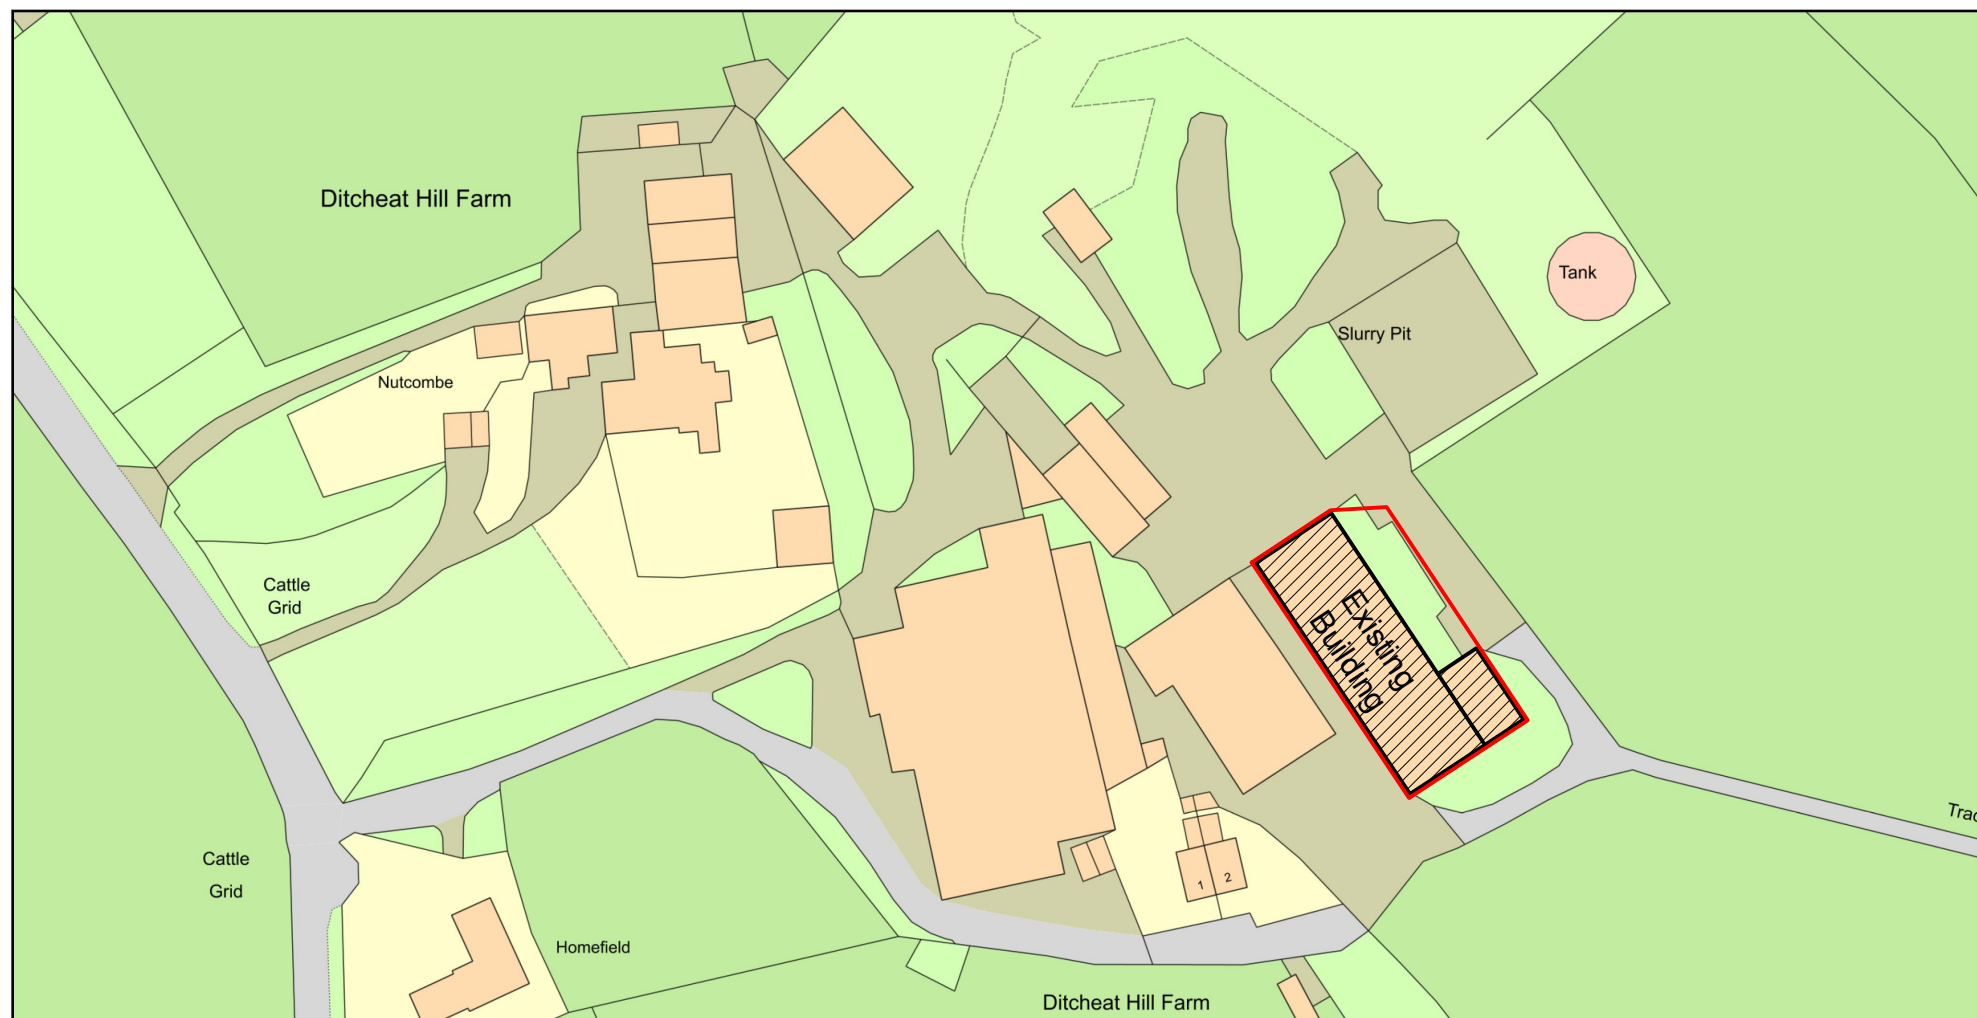 Ditcheat Hill Farm
Tank
Slurry Pit
Nutcombe
Cattle
Grid
Existing
Building
Cattle
Grid
1
2
Homefield
Ditcheat Hill Farm